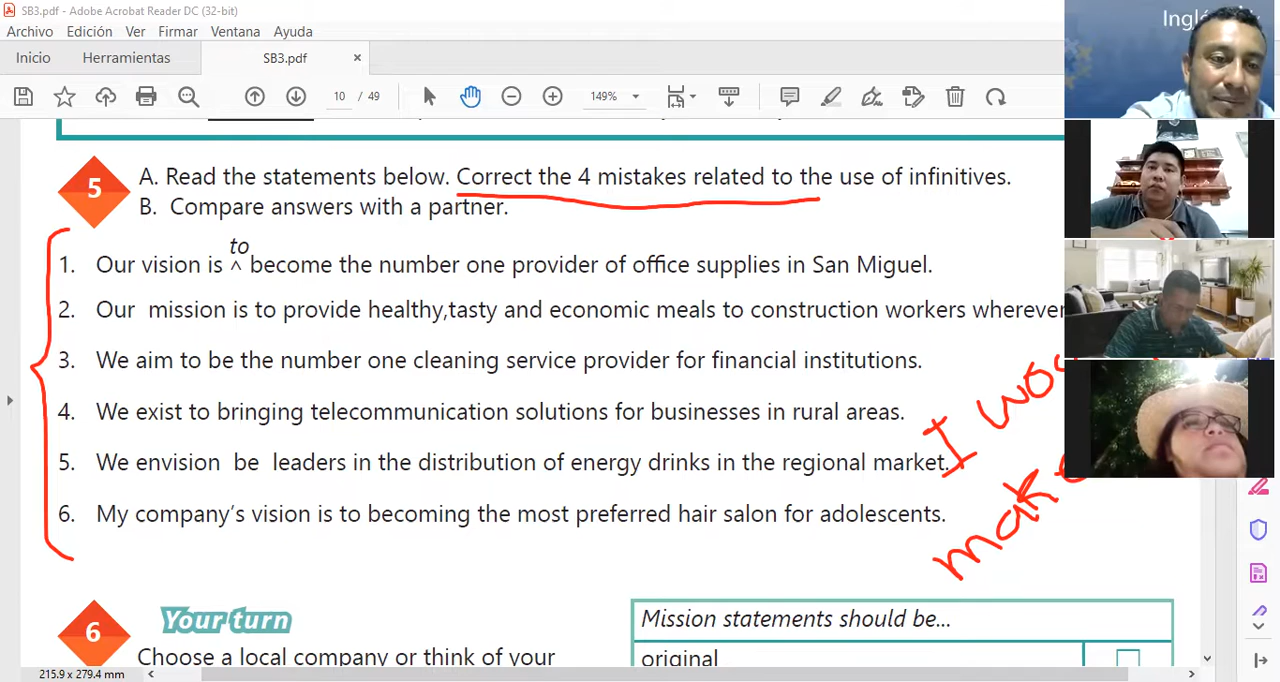 SB3.pdf - Adobe Acrobat Reader DC (32-bit)
Archivo Edición Ver Firmar Ventana Ayuda
Inicio Herramientas SB3.pdf ×
10 / 49 149%
5 A. Read the statements below. Correct the 4 mistakes related to the use of infinitives.
B. Compare answers with a partner.
to
1. Our vision is ^ become the number one provider of office supplies in San Miguel.
2. Our mission is to provide healthy,tasty and economic meals to construction workers wherever
3. We aim to be the number one cleaning service provider for financial institutions.
4. We exist to bringing telecommunication solutions for businesses in rural areas.
5. We envision be leaders in the distribution of energy drinks in the regional market.
6. My company's vision is to becoming the most preferred hair salon for adolescents.
I
make
6 Your turn
Choose a local company or think of your
Mission statements should be...
original
215.9 x 279.4 mm